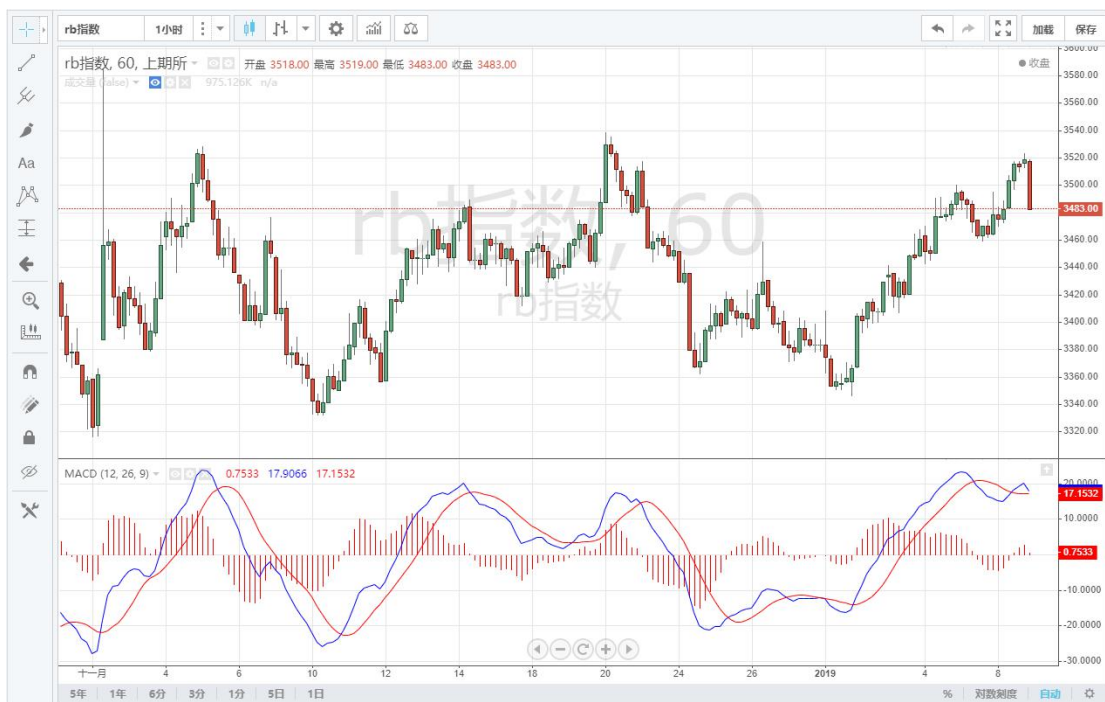 rb指数 1小时 加载 保存
rb指数, 60, 上期所 开盘 3518.00 最高 3519.00 最低 3483.00 收盘 3483.00
收盘
成交量 (false) 975.126K n/a
Aa
rb指数, 60
rb指数
3600.00
3580.00
3560.00
3540.00
3520.00
3500.00
3483.00
3460.00
3440.00
3420.00
3400.00
3380.00
3360.00
3340.00
3320.00
MACD (12, 26, 9) 0.7533 17.9066 17.1532
20.0000
17.1532
10.0000
0.7533
-10.0000
-20.0000
-30.0000
十一月 4 6 8 10 12 14 18 20 24 26 2019 4 8
5年 1年 6分 3分 1分 5日 1日 % 对数刻度 自动